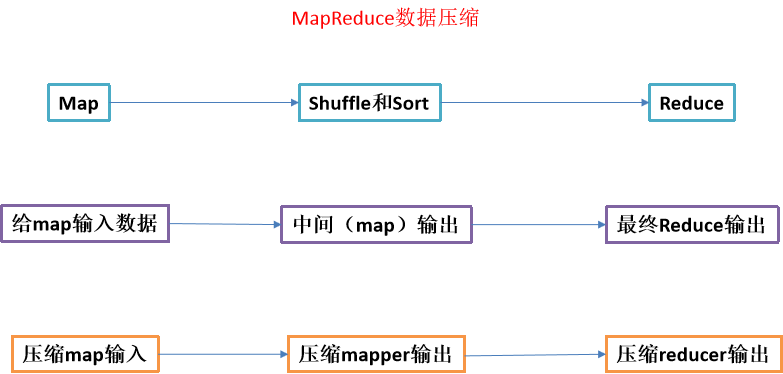 MapReduce数据压缩
Map
Shuffle和Sort
Reduce
给map输入数据
中间（map）输出
最终Reduce输出
压缩map输入
压缩mapper输出
压缩reducer输出